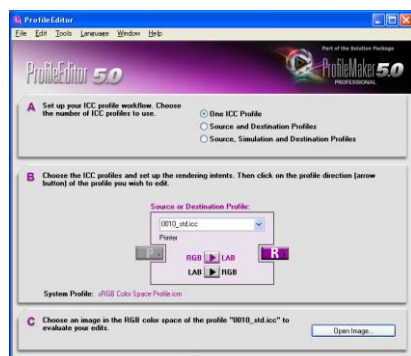 ProfileEditor
File Edit Tools Language Window Help
Part of the Solution Package
ProfileEditor 5.0
ProfileMaker 5.0
PROFESSIONAL
A Set up your ICC profile workflow. Choose
the number of ICC profiles to use.
One ICC Profile
Source and Destination Profiles
Source, Simulation and Destination Profiles
B Choose the ICC profiles and set up the rendering intents. Then click on the profile direction (arrow
button) of the profile you wish to edit.
Source or Destination Profile:
0010_std.icc
Printer
P
RGB LAB
R
LAB RGB
System Profile: sRGB Color Space Profile.icm
C Choose an image in the RGB color space of the profile "0010_std.icc" to
evaluate your edits.
Open Image...